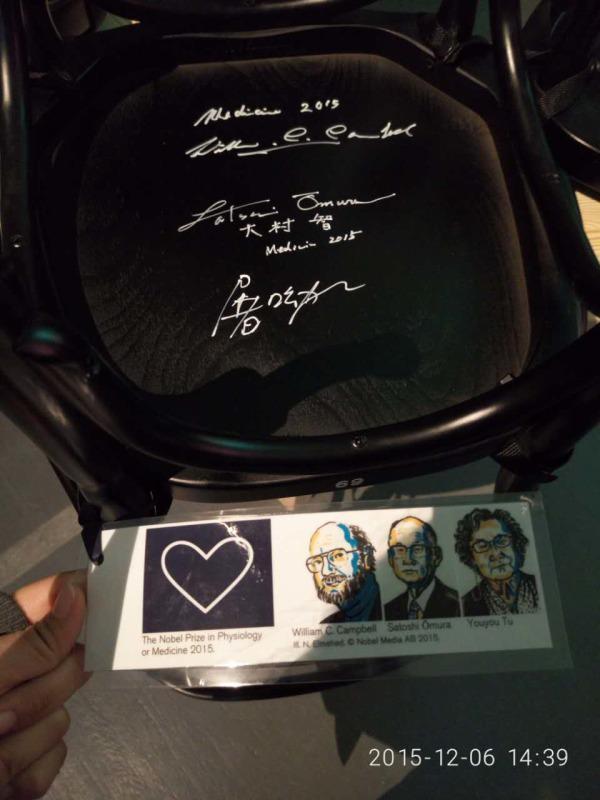 Medicine 2015
William C. Campbell
Satoshi Ōmura
大村 智
Medicin 2015
屠呦呦
69
The Nobel Prize in Physiology
or Medicine 2015.
William C. Campbell
Satoshi Ōmura
Youyou Tu
Ill. N. Elmehed. © Nobel Media AB 2015.
2015-12-06 14:39